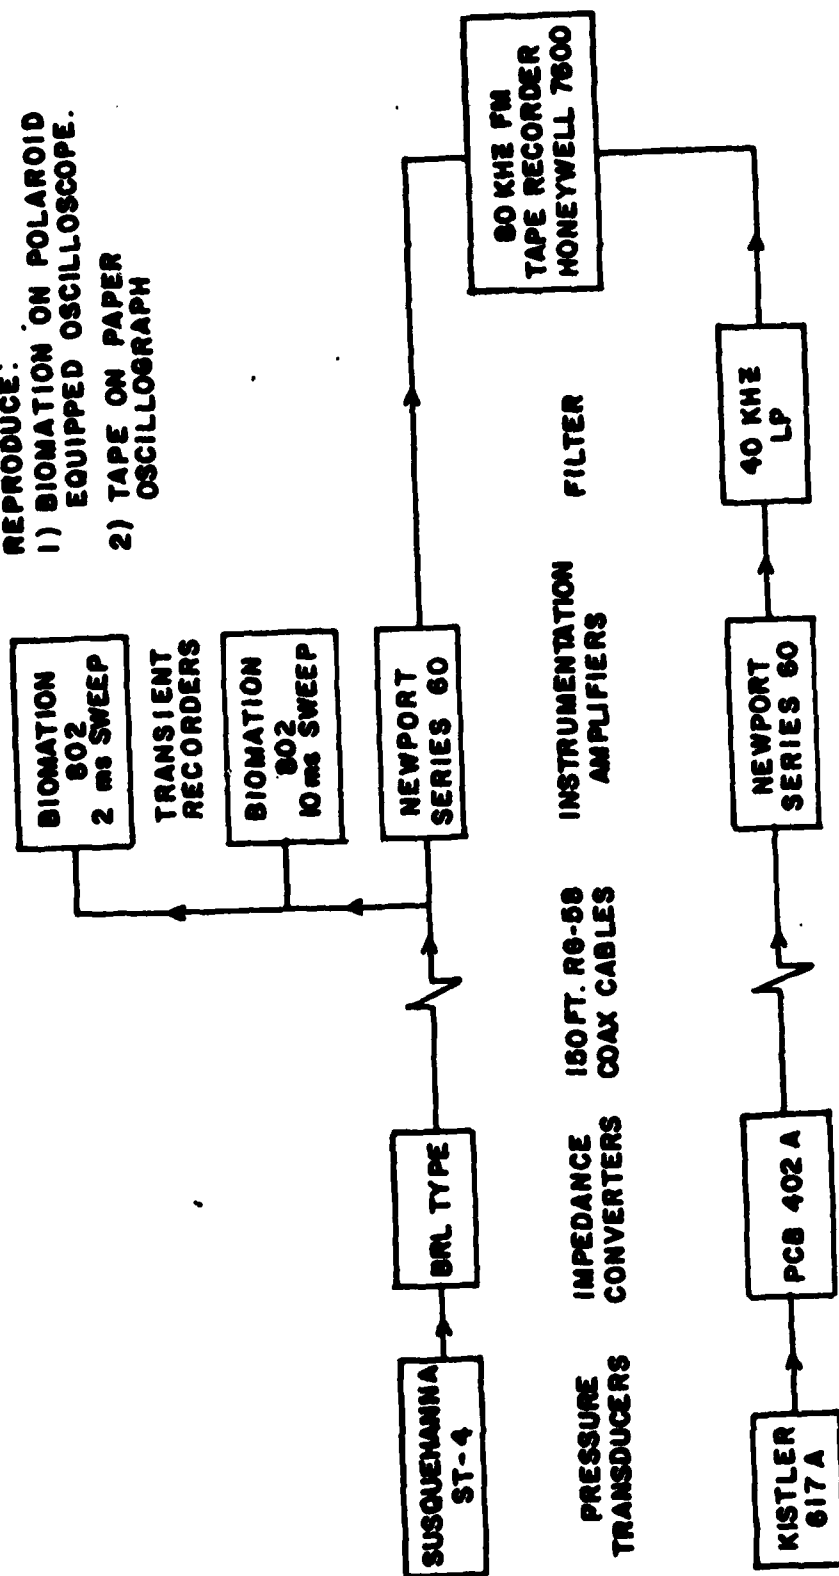 BIOMATION
802
2 ms SWEEP
TRANSIENT
RECORDERS
BIOMATION
802
10 ms SWEEP
REPRODUCE:
1) BIOMATION ON POLAROID
EQUIPPED OSCILLOSCOPE.
2) TAPE ON PAPER
OSCILLOGRAPH
SUSQUEHANNA
ST-4
BRL TYPE
NEWPORT
SERIES 60
80 KHZ FM
TAPE RECORDER
HONEYWELL 7600
PRESSURE
TRANSDUCERS
IMPEDANCE
CONVERTERS
150 FT. RG-58
COAX CABLES
INSTRUMENTATION
AMPLIFIERS
FILTER
KISTLER
617A
PCB 402A
NEWPORT
SERIES 60
40 KHZ
LP